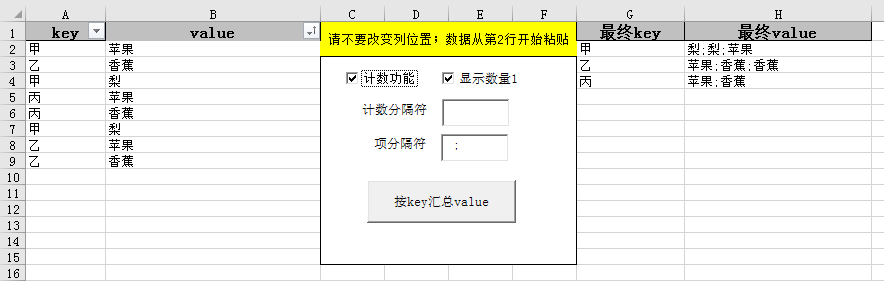 A B C D E F G H
1 key value 请不要改变列位置；数据从第2行开始粘贴 最终key 最终value
2 甲 苹果 甲 梨;梨;苹果
3 乙 香蕉 乙 苹果;香蕉;香蕉
4 甲 梨 丙 苹果;香蕉
5 丙 苹果
6 丙 香蕉
7 甲 梨
8 乙 苹果
9 乙 香蕉
10
11
12
13
14
15
16
计数功能 显示数量1
计数分隔符
项分隔符 ;
按key汇总value